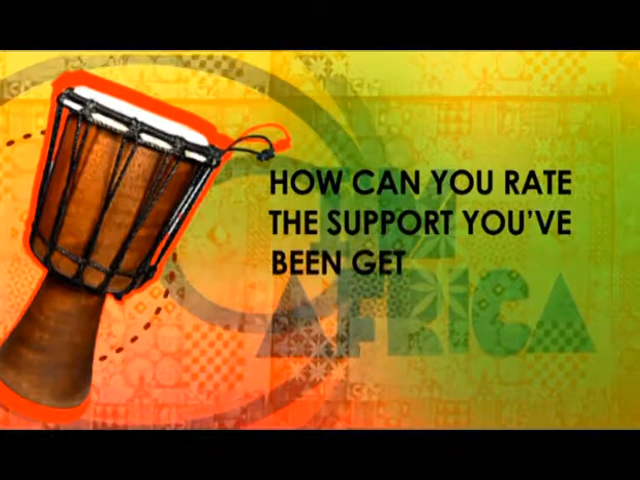 HOW CAN YOU RATE
THE SUPPORT YOU'VE
BEEN GET
I'M
AFRICA